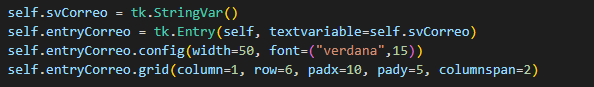 self.svCorreo = tk.StringVar()
self.entryCorreo = tk.Entry(self, textvariable=self.svCorreo)
self.entryCorreo.config(width=50, font=("verdana",15))
self.entryCorreo.grid(column=1, row=6, padx=10, pady=5, columnspan=2)